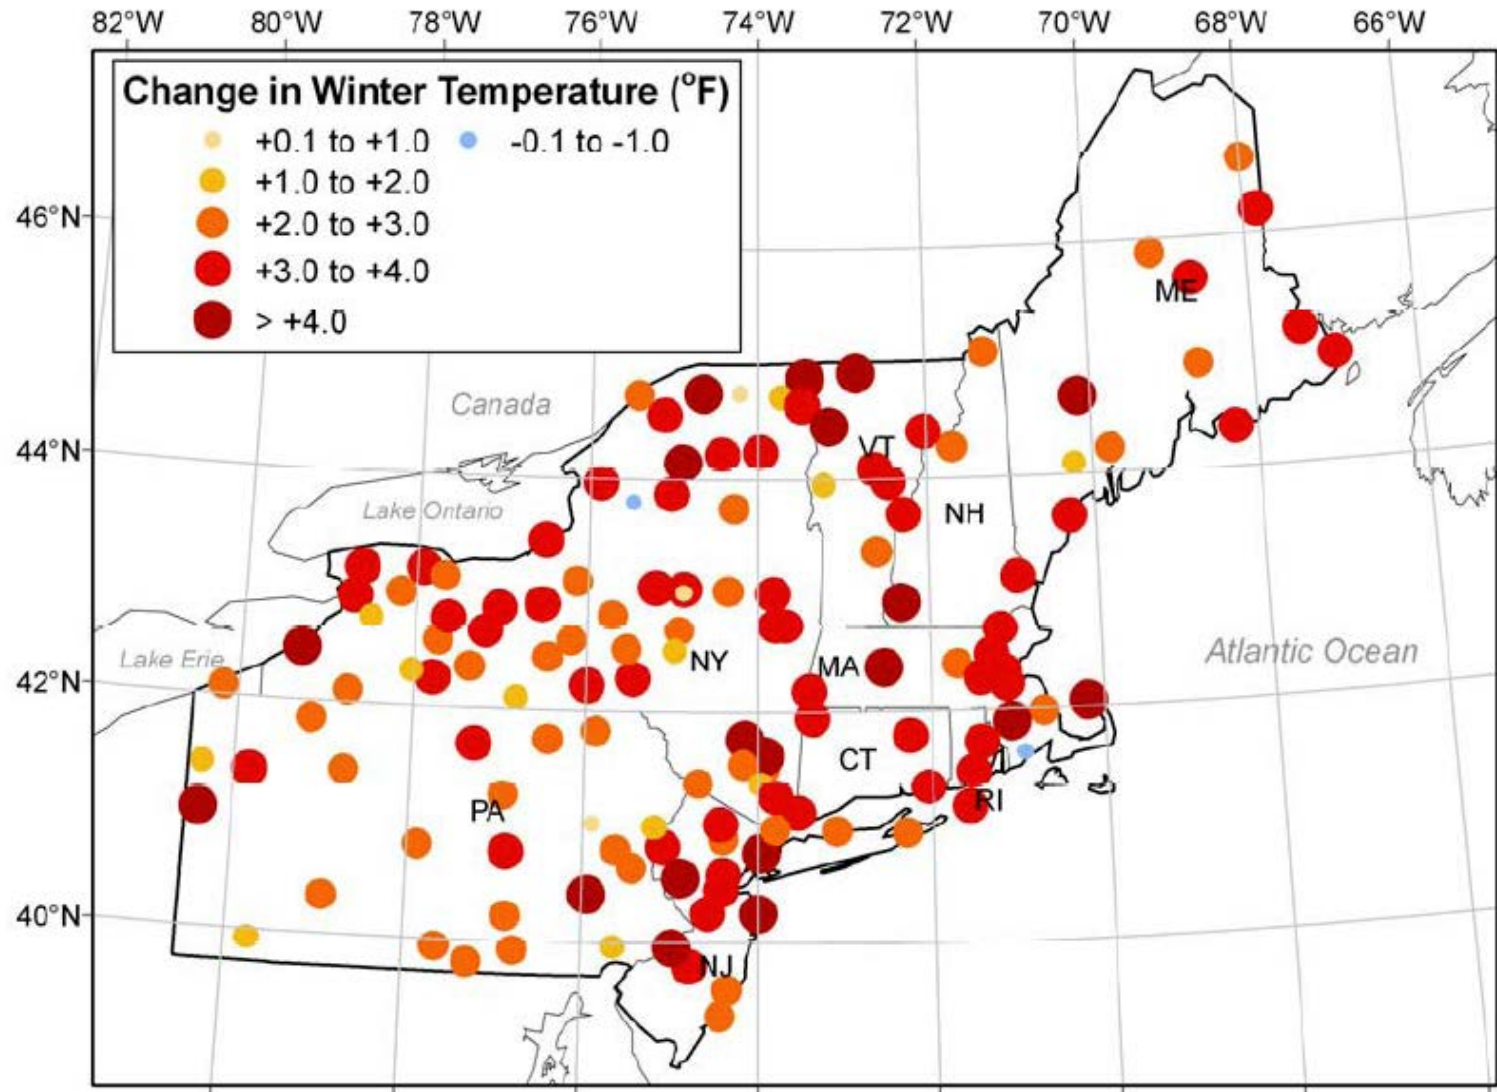 82°W 80°W 78°W 76°W 74°W 72°W 70°W 68°W 66°W
Change in Winter Temperature (°F)
+0.1 to +1.0 -0.1 to -1.0
+1.0 to +2.0
+2.0 to +3.0
+3.0 to +4.0
> +4.0
46°N
ME
Canada
44°N
VT
Lake Ontario
NH
Lake Erie
NY
MA
Atlantic Ocean
42°N
CT
RI
PA
40°N
NJ